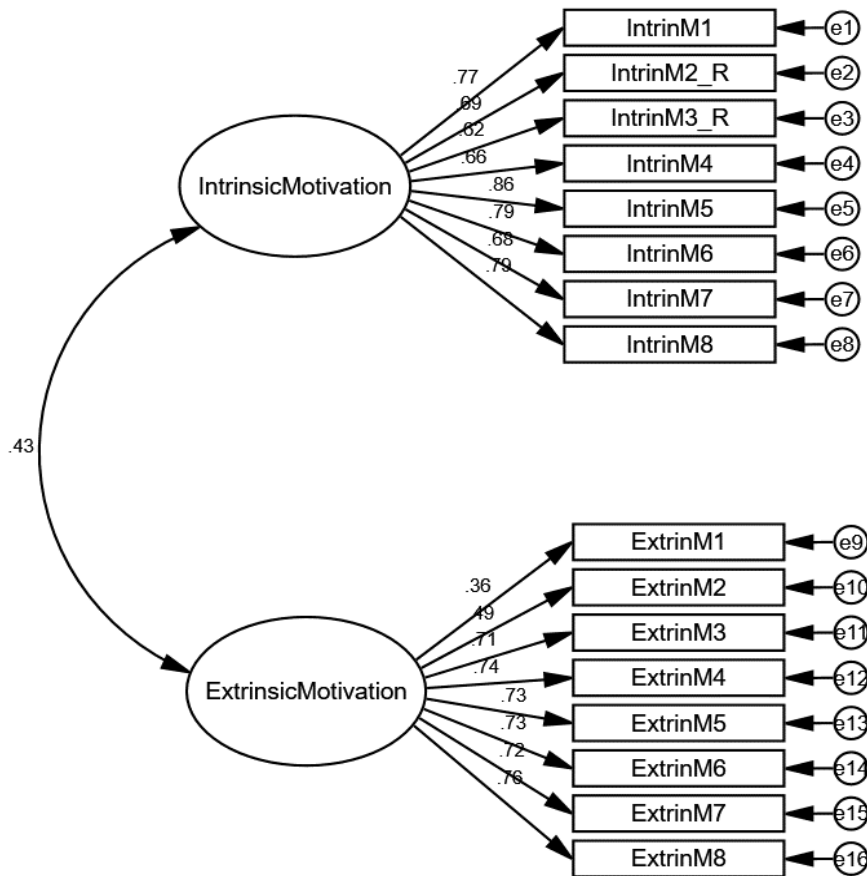 IntrinM1
e1
.77
IntrinM2_R
e2
.69
IntrinM3_R
e3
.62
IntrinM4
e4
.66
IntrinsicMotivation
IntrinM5
e5
.86
IntrinM6
e6
.79
IntrinM7
e7
.68
IntrinM8
e8
.79
.43
ExtrinM1
e9
.36
ExtrinM2
e10
.49
ExtrinM3
e11
.71
ExtrinM4
e12
.74
ExtrinsicMotivation
ExtrinM5
e13
.73
ExtrinM6
e14
.73
ExtrinM7
e15
.72
ExtrinM8
e16
.76